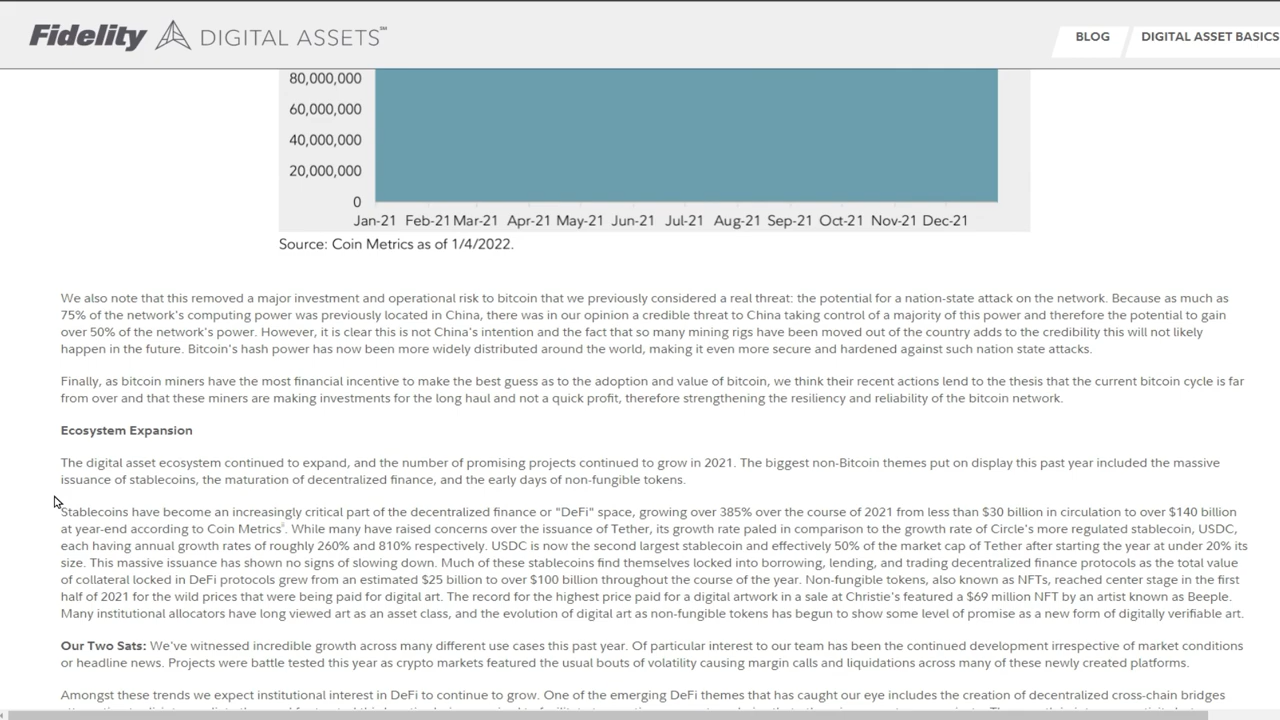 Fidelity DIGITAL ASSETS℠
BLOG
DIGITAL ASSET BASICS
80,000,000
60,000,000
40,000,000
20,000,000
0
Jan-21 Feb-21 Mar-21 Apr-21 May-21 Jun-21 Jul-21 Aug-21 Sep-21 Oct-21 Nov-21 Dec-21
Source: Coin Metrics as of 1/4/2022.
We also note that this removed a major investment and operational risk to bitcoin that we previously considered a real threat: the potential for a nation-state attack on the network. Because as much as
75% of the network's computing power was previously located in China, there was in our opinion a credible threat to China taking control of a majority of this power and therefore the potential to gain
over 50% of the network's power. However, it is clear this is not China's intention and the fact that so many mining rigs have been moved out of the country adds to the credibility this will not likely
happen in the future. Bitcoin's hash power has now been more widely distributed around the world, making it even more secure and hardened against such nation state attacks.
Finally, as bitcoin miners have the most financial incentive to make the best guess as to the adoption and value of bitcoin, we think their recent actions lend to the thesis that the current bitcoin cycle is far
from over and that these miners are making investments for the long haul and not a quick profit, therefore strengthening the resiliency and reliability of the bitcoin network.
Ecosystem Expansion
The digital asset ecosystem continued to expand, and the number of promising projects continued to grow in 2021. The biggest non-Bitcoin themes put on display this past year included the massive
issuance of stablecoins, the maturation of decentralized finance, and the early days of non-fungible tokens.
Stablecoins have become an increasingly critical part of the decentralized finance or "DeFi" space, growing over 385% over the course of 2021 from less than $30 billion in circulation to over $140 billion
at year-end according to Coin Metrics. While many have raised concerns over the issuance of Tether, its growth rate paled in comparison to the growth rate of Circle's more regulated stablecoin, USDC,
each having annual growth rates of roughly 260% and 810% respectively. USDC is now the second largest stablecoin and effectively 50% of the market cap of Tether after starting the year at under 20% its
size. This massive issuance has shown no signs of slowing down. Much of these stablecoins find themselves locked into borrowing, lending, and trading decentralized finance protocols as the total value
of collateral locked in DeFi protocols grew from an estimated $25 billion to over $100 billion throughout the course of the year. Non-fungible tokens, also known as NFTs, reached center stage in the first
half of 2021 for the wild prices that were being paid for digital art. The record for the highest price paid for a digital artwork in a sale at Christie's featured a $69 million NFT by an artist known as Beeple.
Many institutional allocators have long viewed art as an asset class, and the evolution of digital art as non-fungible tokens has begun to show some level of promise as a new form of digitally verifiable art.
Our Two Sats: We've witnessed incredible growth across many different use cases this past year. Of particular interest to our team has been the continued development irrespective of market conditions
or headline news. Projects were battle tested this year as crypto markets featured the usual bouts of volatility causing margin calls and liquidations across many of these newly created platforms.
Amongst these trends we expect institutional interest in DeFi to continue to grow. One of the emerging DeFi themes that has caught our eye includes the creation of decentralized cross-chain bridges